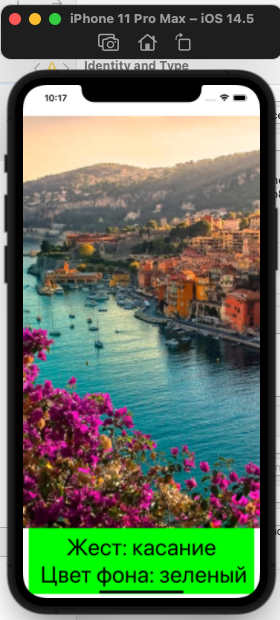 iPhone 11 Pro Max – iOS 14.5
Identity and Type
10:17
Жест: касание
Цвет фона: зеленый